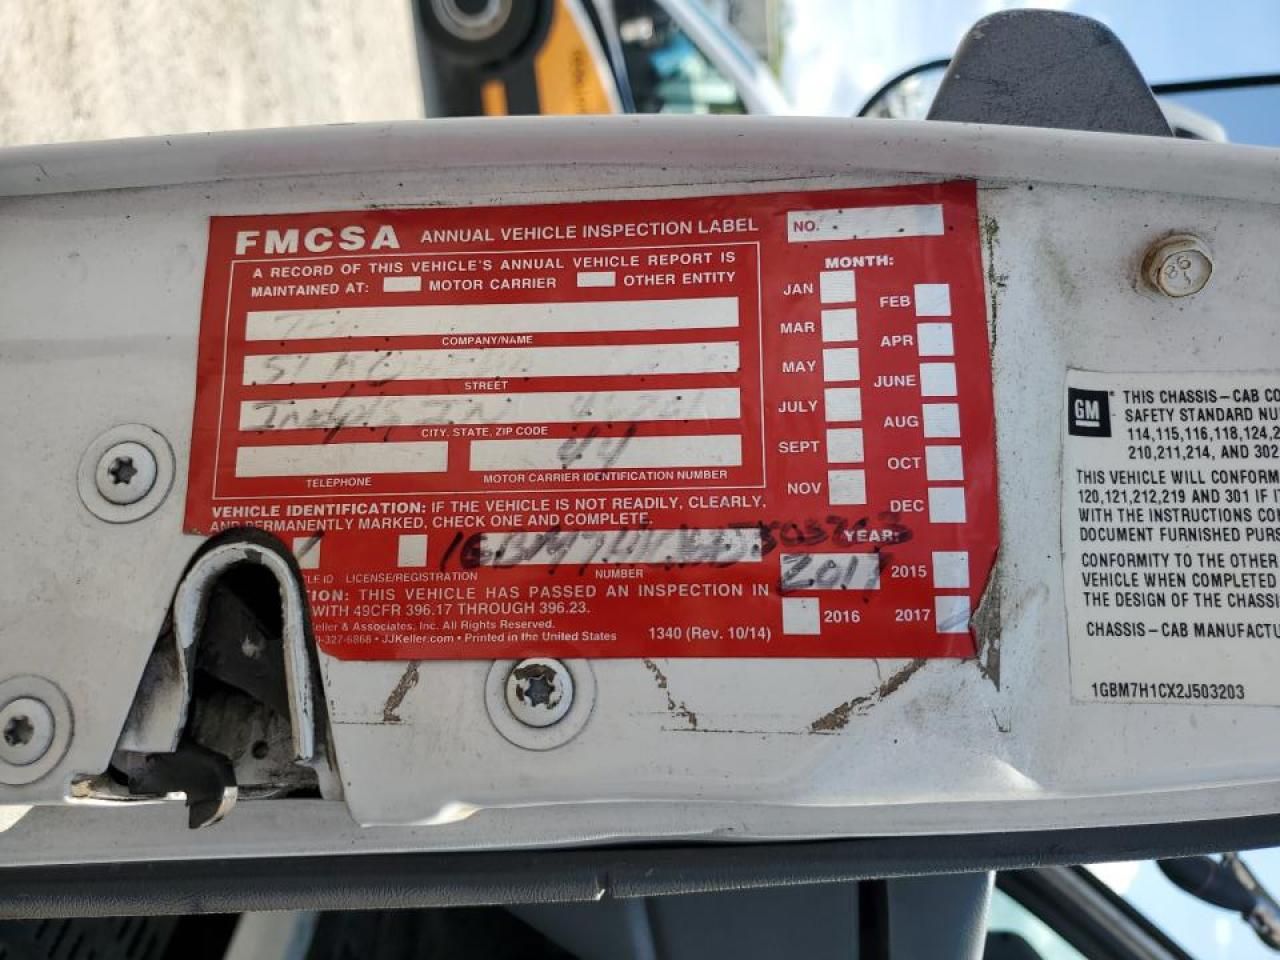 FMCSA ANNUAL VEHICLE INSPECTION LABEL
NO.
A RECORD OF THIS VEHICLE'S ANNUAL VEHICLE REPORT IS
MAINTAINED AT: MOTOR CARRIER OTHER ENTITY
COMPANY/NAME
STREET
CITY, STATE, ZIP CODE
TELEPHONE
MOTOR CARRIER IDENTIFICATION NUMBER
VEHICLE IDENTIFICATION: IF THE VEHICLE IS NOT READILY, CLEARLY,
AND PERMANENTLY MARKED, CHECK ONE AND COMPLETE.
LE ID LICENSE/REGISTRATION NUMBER
TION: THIS VEHICLE HAS PASSED AN INSPECTION IN
WITH 49CFR 396.17 THROUGH 396.23.
Keller & Associates, Inc. All Rights Reserved.
0-327-6868 • JJKeller.com • Printed in the United States
1340 (Rev. 10/14)
MONTH:
JAN FEB
MAR APR
MAY JUNE
JULY AUG
SEPT OCT
NOV DEC
YEAR:
2015
2016 2017
GM
THIS CHASSIS-CAB CO
SAFETY STANDARD NU
114,115,116,118,124,2
210,211,214, AND 302
THIS VEHICLE WILL CONFORM
120,121,212,219 AND 301 IF I
WITH THE INSTRUCTIONS CON
DOCUMENT FURNISHED PURS
CONFORMITY TO THE OTHER
VEHICLE WHEN COMPLETED
THE DESIGN OF THE CHASSI
CHASSIS-CAB MANUFACTU
1GBM7H1CX2J503203